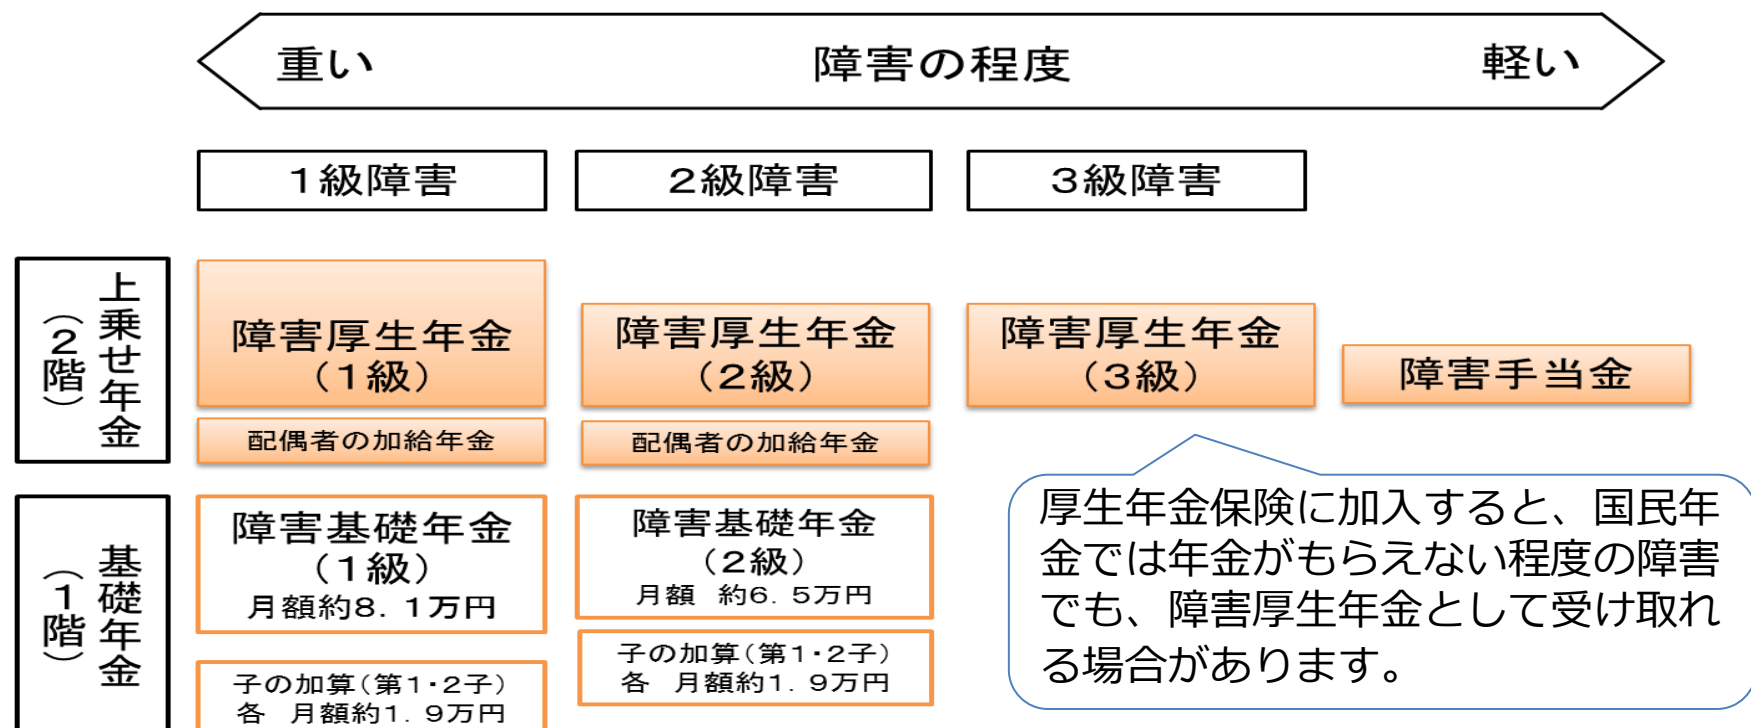 重い 障害の程度 軽い
1級障害 2級障害 3級障害
上乗せ年金
（2階）
障害厚生年金
（1級）
障害厚生年金
（2級）
障害厚生年金
（3級）
障害手当金
配偶者の加給年金
配偶者の加給年金
基礎年金
（1階）
障害基礎年金
（1級）
月額約8．1万円
障害基礎年金
（2級）
月額 約6．5万円
子の加算（第1・2子）
各 月額約1．9万円
子の加算（第1・2子）
各 月額約1．9万円
厚生年金保険に加入すると、国民年
金では年金がもらえない程度の障害
でも、障害厚生年金として受け取れ
る場合があります。